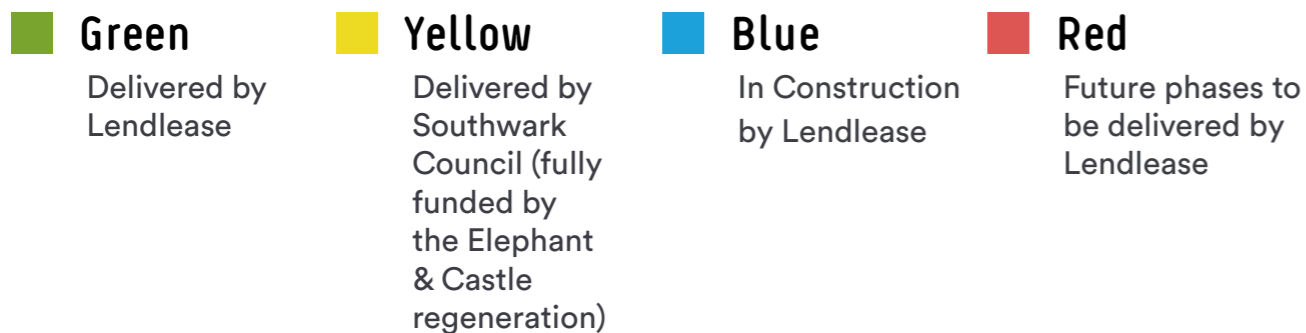 Green
Delivered by
Lendlease
Yellow
Delivered by
Southwark
Council (fully
funded by
the Elephant
& Castle
regeneration)
Blue
In Construction
by Lendlease
Red
Future phases to
be delivered by
Lendlease